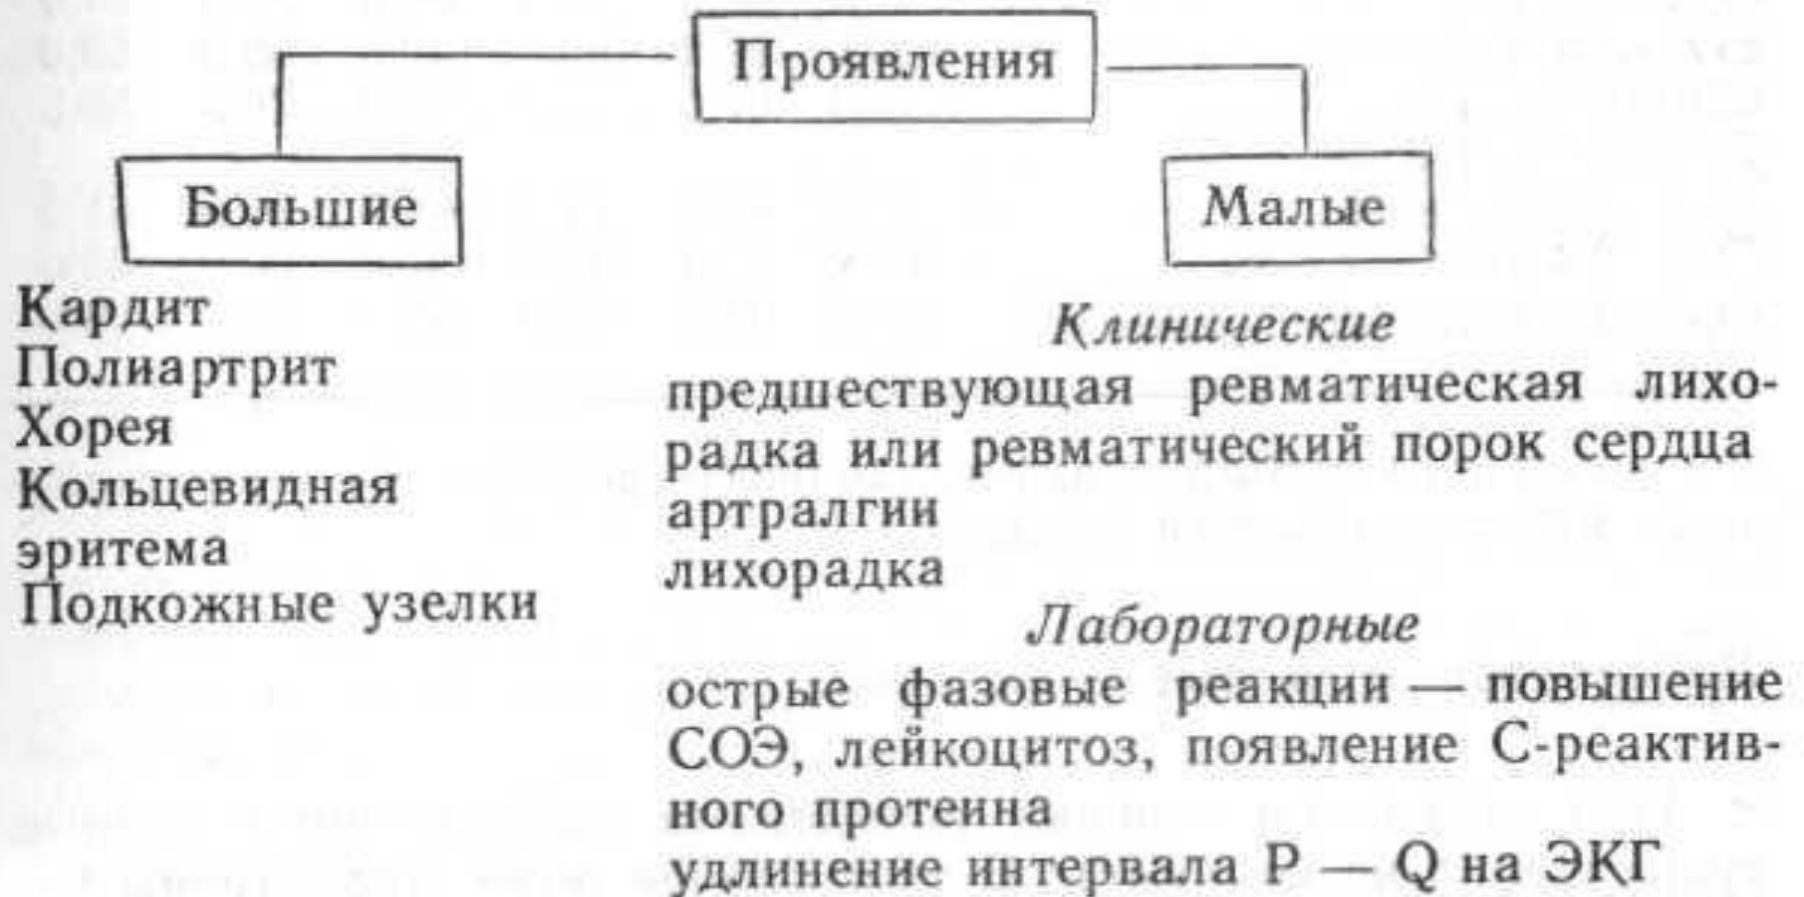 Проявления
Большие
Малые
Кардит
Полиартрит
Хорея
Кольцевидная
эритема
Подкожные узелки
Клинические
предшествующая ревматическая лихо-
радка или ревматический порок сердца
артралгии
лихорадка
Лабораторные
острые фазовые реакции — повышение
СОЭ, лейкоцитоз, появление С-реактив-
ного протеина
удлинение интервала P — Q на ЭКГ